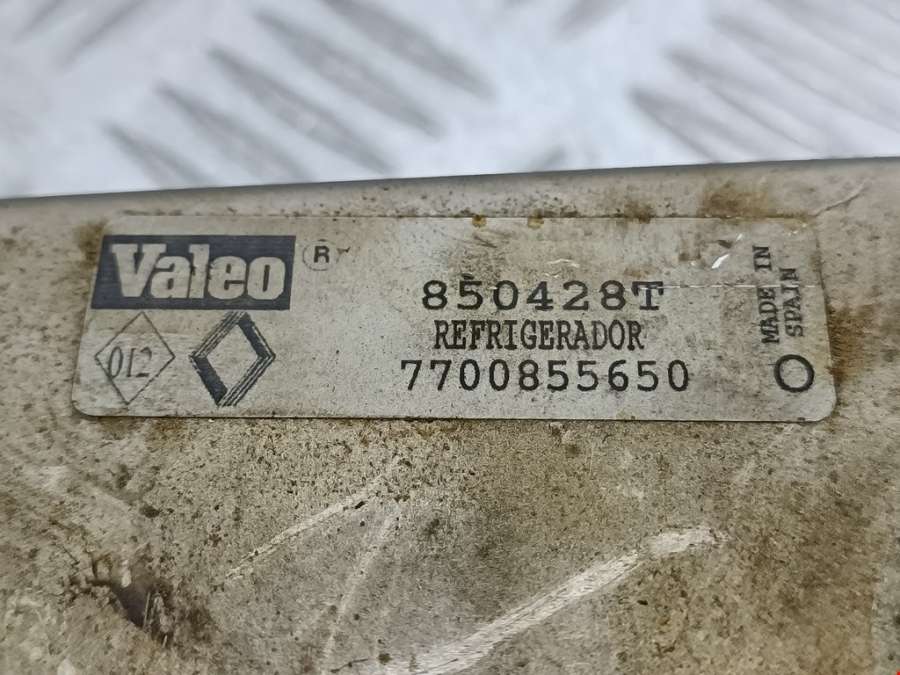 Valeo ®
850428T
REFRIGERADOR
7700855650
012
MADE IN
SPAIN